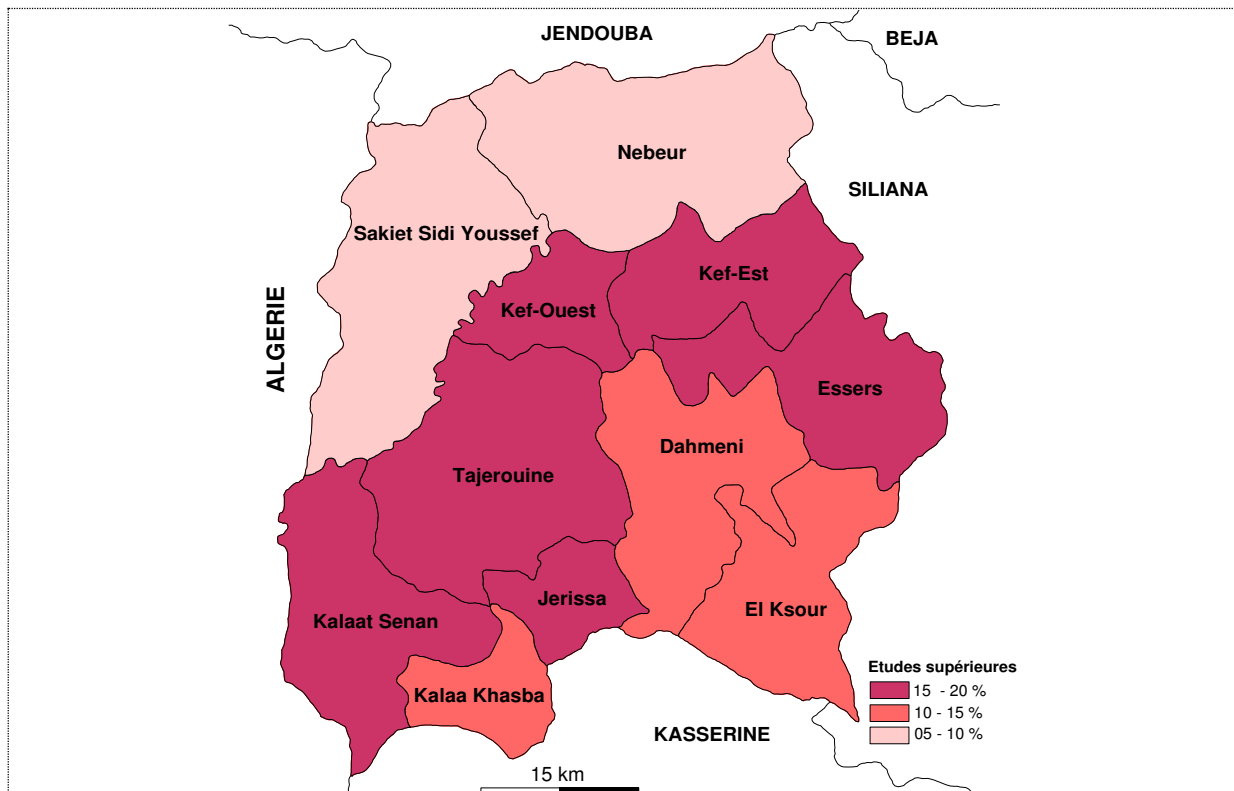 JENDOUBA
BEJA
Nebeur
SILIANA
Sakiet Sidi Youssef
Kef-Est
Kef-Ouest
ALGERIE
Essers
Dahmeni
Tajerouine
Jerissa
El Ksour
Kalaat Senan
Kalaa Khasba
KASSERINE
Etudes supérieures
15 - 20 %
10 - 15 %
05 - 10 %
15 km